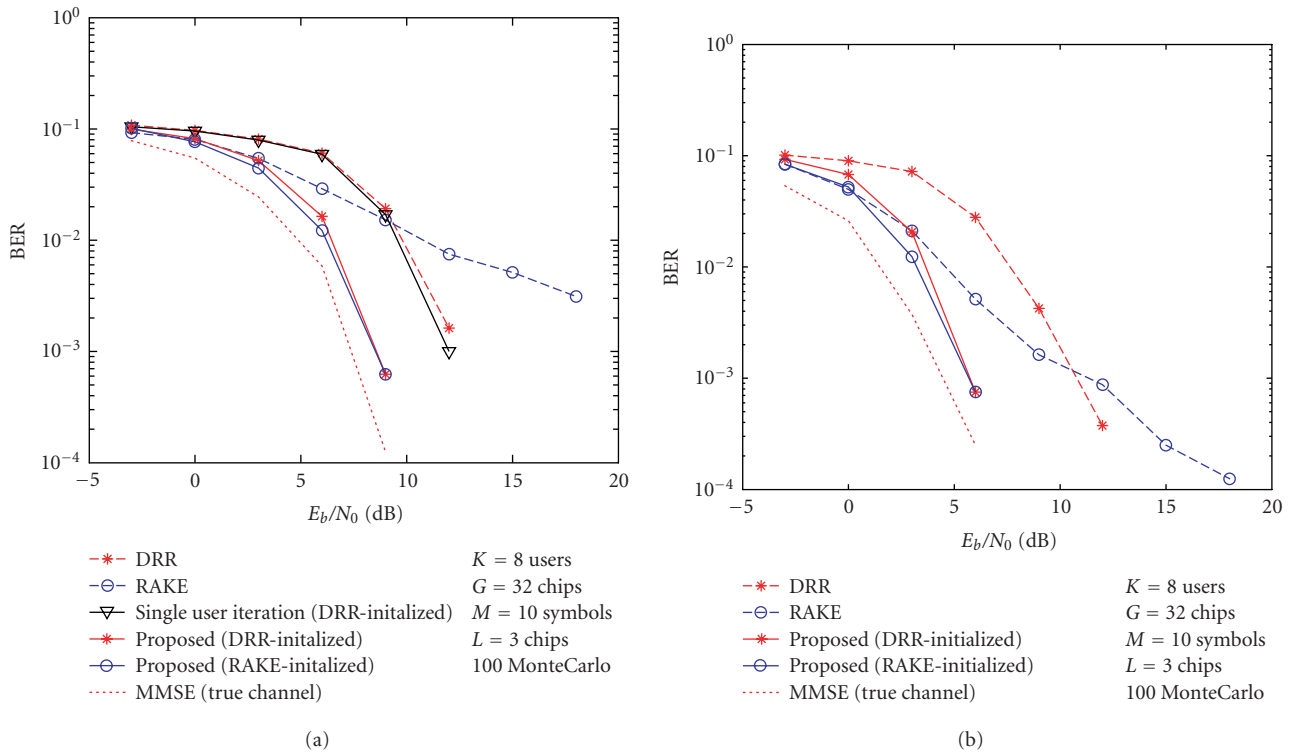 10^0
10^-1
10^-2
10^-3
10^-4
BER
−5 0 5 10 15 20
E_b/N_0 (dB)
DRR K = 8 users
RAKE G = 32 chips
Single user iteration (DRR-initalized) M = 10 symbols
Proposed (DRR-initalized) L = 3 chips
Proposed (RAKE-initalized) 100 MonteCarlo
MMSE (true channel)
(a)
10^0
10^-1
10^-2
10^-3
10^-4
BER
−5 0 5 10 15 20
E_b/N_0 (dB)
DRR K = 8 users
RAKE G = 32 chips
Proposed (DRR-initialized) M = 10 symbols
Proposed (RAKE-initialized) L = 3 chips
MMSE (true channel) 100 MonteCarlo
(b)